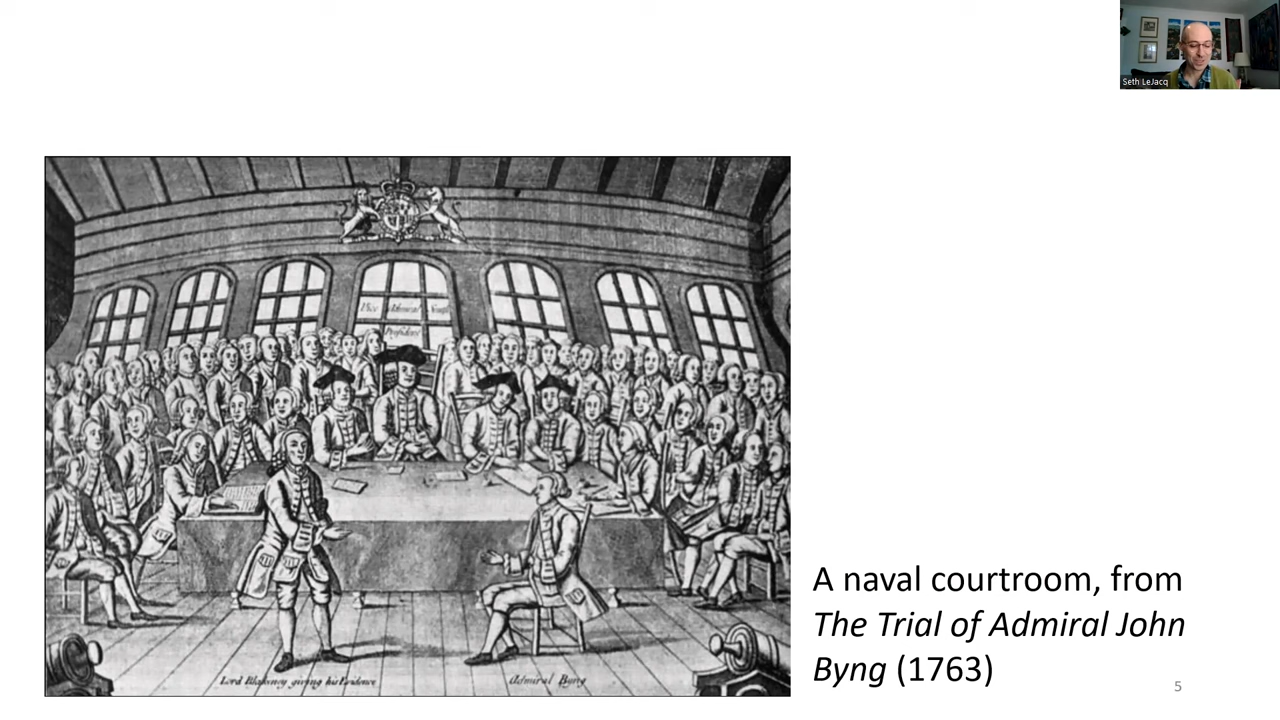 Seth LeJacq
Vice Admiral Smith
President
Lord Blakeney giving his Evidence
Admiral Byng
A naval courtroom, from
The Trial of Admiral John
Byng (1763)
5